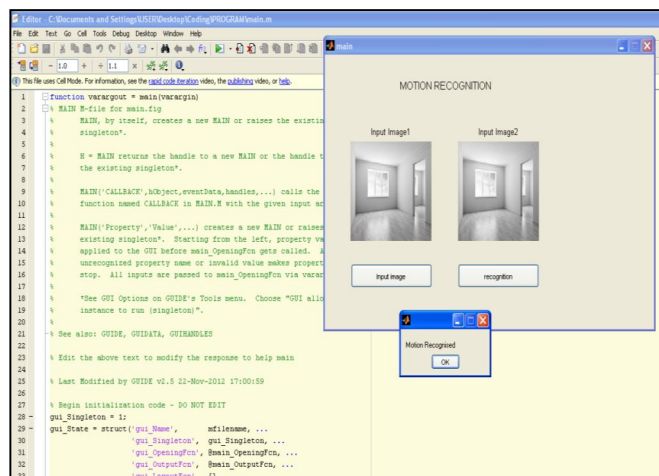 Editor - C:\Documents and Settings\USER\Desktop\Coding\PROGRAM\main.m
File Edit Text Go Cell Tools Debug Desktop Window Help
- 1.0 + ÷ 1.1 ×
This file uses Cell Mode. For information, see the rapid code iteration video, the publishing video, or help.
1 function varargout = main(varargin)
2 % MAIN M-file for main.fig
3 % MAIN, by itself, creates a new MAIN or raises the existin
4 % singleton*.
5 %
6 % H = MAIN returns the handle to a new MAIN or the handle t
7 % the existing singleton*.
8 %
9 % MAIN('CALLBACK',hObject,eventData,handles,...) calls the
10 % function named CALLBACK in MAIN.M with the given input ar
11 %
12 % MAIN('Property','Value',...) creates a new MAIN or raises
13 % existing singleton*. Starting from the left, property va
14 % applied to the GUI before main_OpeningFcn gets called. A
15 % unrecognized property name or invalid value makes propert
16 % stop. All inputs are passed to main_OpeningFcn via varar
17 %
18 % *See GUI Options on GUIDE's Tools menu. Choose "GUI allo
19 % instance to run (singleton)".
20 %
21 % See also: GUIDE, GUIDATA, GUIHANDLES
22
23 % Edit the above text to modify the response to help main
24
25 % Last Modified by GUIDE v2.5 22-Nov-2012 17:00:59
26
27 % Begin initialization code - DO NOT EDIT
28 - gui_Singleton = 1;
29 - gui_State = struct('gui_Name', mfilename, ...
30 'gui_Singleton', gui_Singleton, ...
31 'gui_OpeningFcn', @main_OpeningFcn, ...
32 'gui_OutputFcn', @main_OutputFcn, ...
main
MOTION RECOGNITION
Input Image1 Input Image2
Input image recognition
Motion Recognised
OK